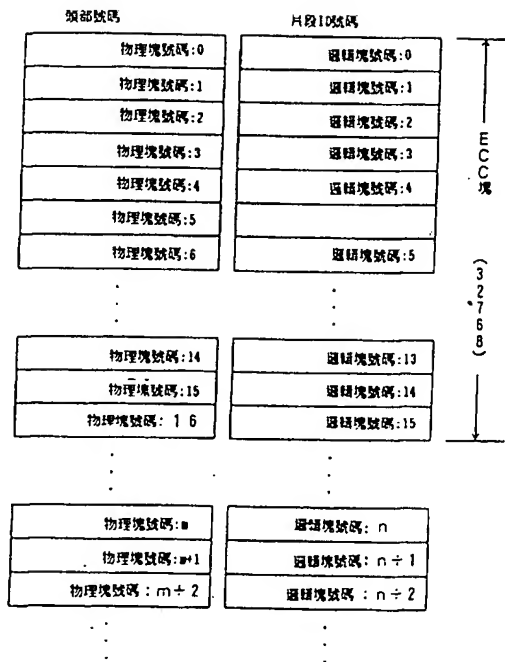 頭部號碼
片段ID號碼
物理塊號碼:0
邏輯塊號碼:0
物理塊號碼:1
邏輯塊號碼:1
物理塊號碼:2
邏輯塊號碼:2
物理塊號碼:3
邏輯塊號碼:3
物理塊號碼:4
邏輯塊號碼:4
物理塊號碼:5
物理塊號碼:6
邏輯塊號碼:5
ECC塊
(32768)
物理塊號碼:14
邏輯塊號碼:13
物理塊號碼:15
邏輯塊號碼:14
物理塊號碼:16
邏輯塊號碼:15
物理塊號碼:m
邏輯塊號碼:n
物理塊號碼:m+1
邏輯塊號碼:n+1
物理塊號碼:m+2
邏輯塊號碼:n+2